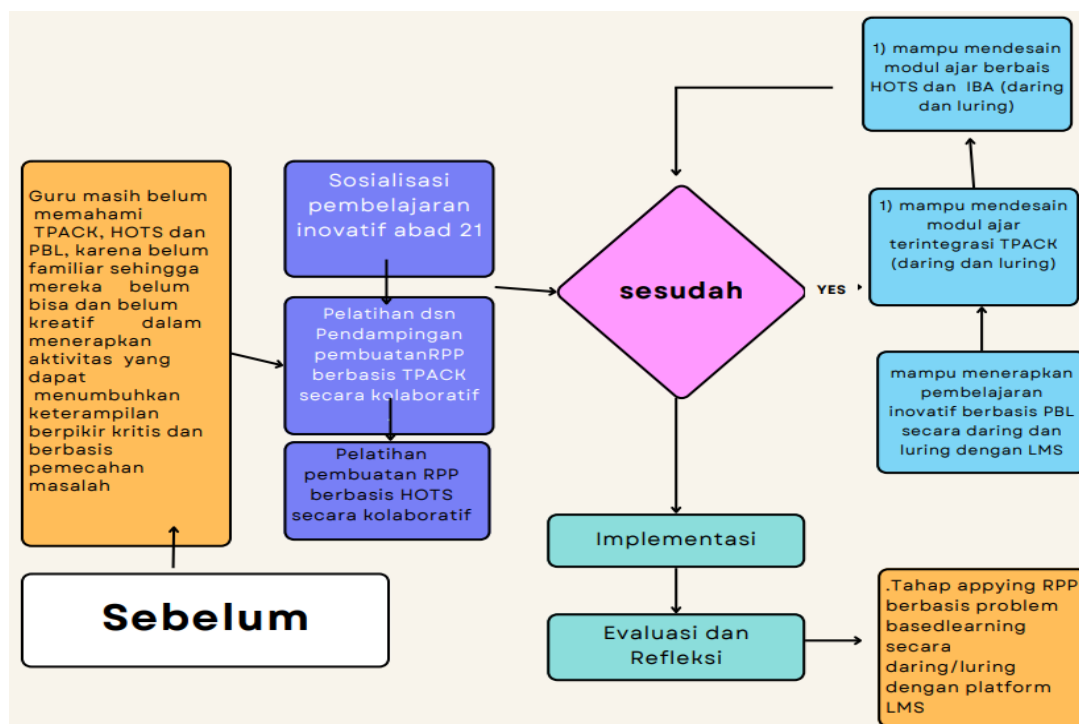 Sebelum
Guru masih belum
memahami
TPACK, HOTS dan
PBL, karena belum
familiar sehingga
mereka belum
bisa dan belum
kreatif dalam
menerapkan
aktivitas yang
dapat
menumbuhkan
keterampilan
berpikir kritis dan
berbasis
pemecahan
masalah
Sosialisasi
pembelajaran
inovatif abad 21
Pelatihan dsn
Pendampingan
pembuatanRPP
berbasis TPACK
secara kolaboratif
.
Pelatihan
pembuatan RPP
berbasis HOTS
secara kolaboratif
sesudah
YES
1) mampu mendesain
modul ajar berbais
HOTS dan IBA (daring
dan luring)
1) mampu mendesain
modul ajar
terintegrasi TPACK
(daring dan luring)
mampu menerapkan
pembelajaran
inovatif berbasis PBL
secara daring dan
luring dengan LMS
Implementasi
Evaluasi dan
Refleksi
.Tahap appying RPP
berbasis problem
basedlearning
secara
daring/luring
dengan platform
LMS